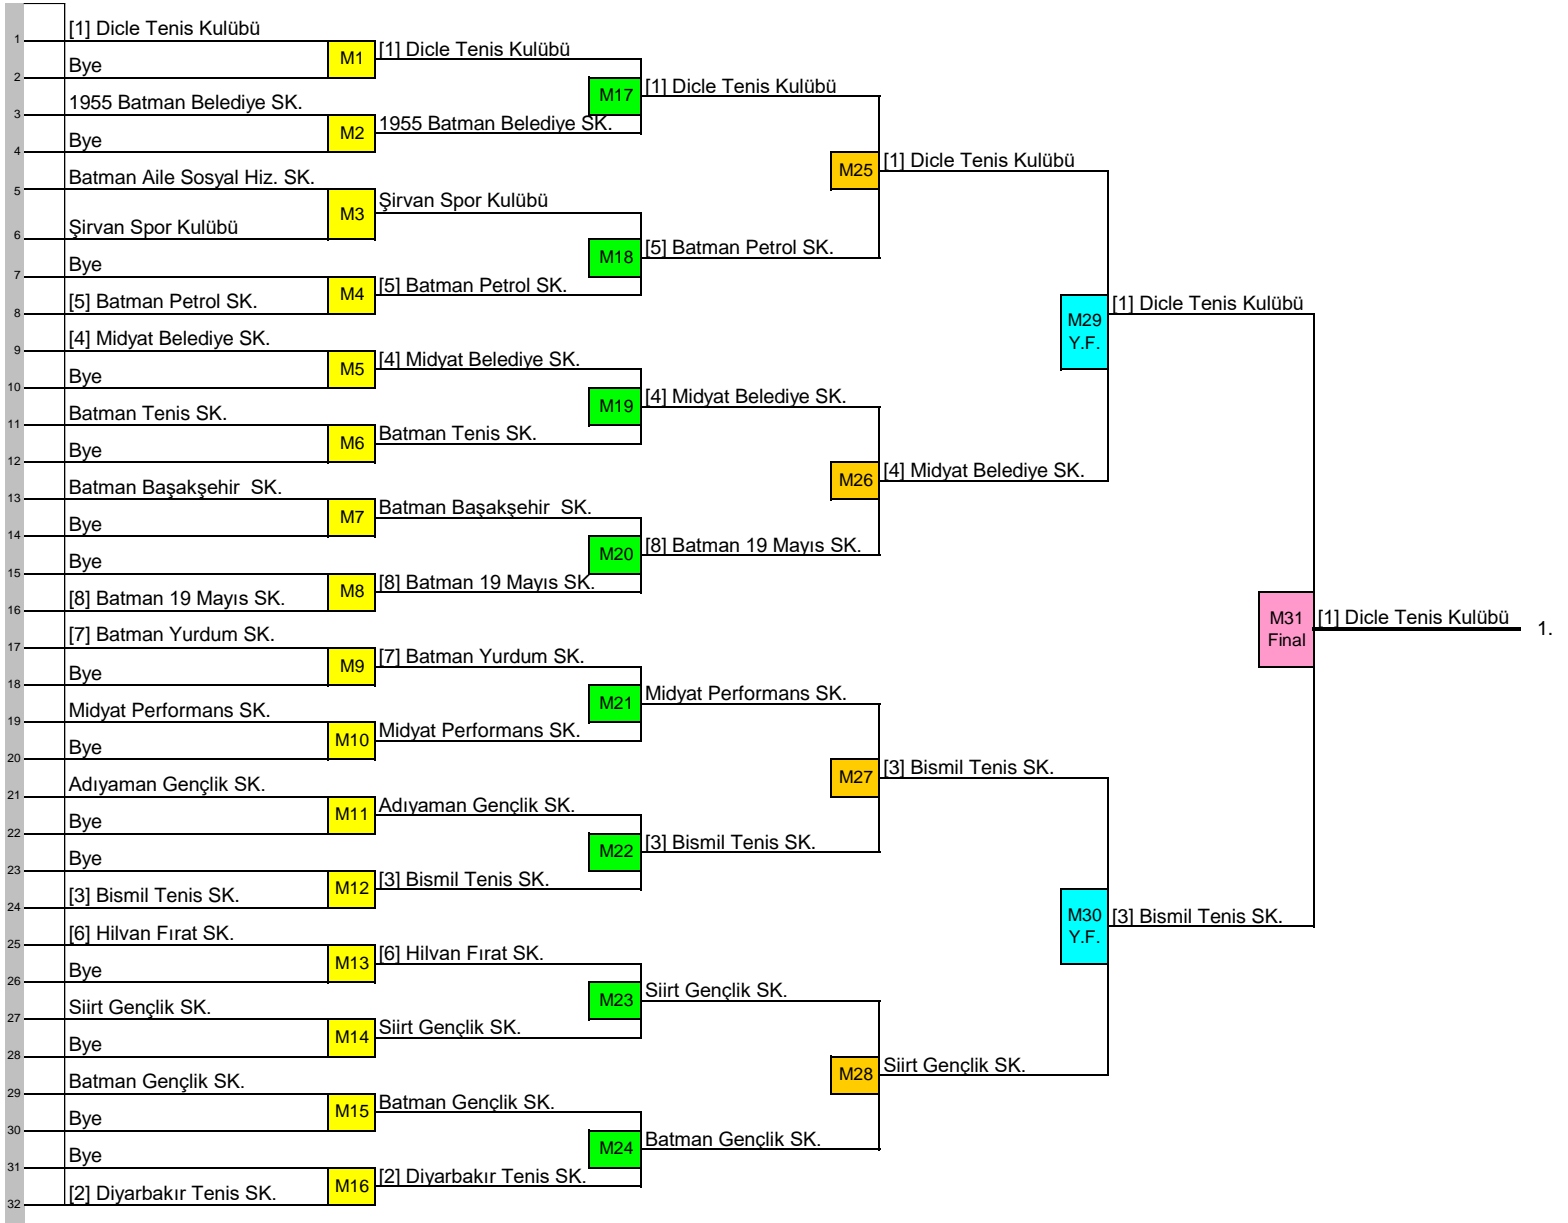 [1] Dicle Tenis Kulübü
1
M1
[1] Dicle Tenis Kulübü
Bye
2
M17
[1] Dicle Tenis Kulübü
1955 Batman Belediye SK.
3
M2
1955 Batman Belediye SK.
Bye
4
M25
[1] Dicle Tenis Kulübü
Batman Aile Sosyal Hiz. SK.
5
M3
Şirvan Spor Kulübü
Şirvan Spor Kulübü
6
M18
[5] Batman Petrol SK.
Bye
7
M4
[5] Batman Petrol SK.
[5] Batman Petrol SK.
8
M29
Y.F.
[1] Dicle Tenis Kulübü
[4] Midyat Belediye SK.
9
M5
[4] Midyat Belediye SK.
Bye
10
M19
[4] Midyat Belediye SK.
Batman Tenis SK.
11
M6
Batman Tenis SK.
Bye
12
M26
[4] Midyat Belediye SK.
Batman Başakşehir  SK.
13
M7
Batman Başakşehir  SK.
Bye
14
M20
[8] Batman 19 Mayıs SK.
Bye
15
M8
[8] Batman 19 Mayıs SK.
[8] Batman 19 Mayıs SK.
16
M31
Final
[1] Dicle Tenis Kulübü
1.
[7] Batman Yurdum SK.
17
M9
[7] Batman Yurdum SK.
Bye
18
M21
Midyat Performans SK.
Midyat Performans SK.
19
M10
Midyat Performans SK.
Bye
20
M27
[3] Bismil Tenis SK.
Adıyaman Gençlik SK.
21
M11
Adıyaman Gençlik SK.
Bye
22
M22
[3] Bismil Tenis SK.
Bye
23
M12
[3] Bismil Tenis SK.
[3] Bismil Tenis SK.
24
M30
Y.F.
[3] Bismil Tenis SK.
[6] Hilvan Fırat SK.
25
M13
[6] Hilvan Fırat SK.
Bye
26
M23
Siirt Gençlik SK.
Siirt Gençlik SK.
27
M14
Siirt Gençlik SK.
Bye
28
M28
Siirt Gençlik SK.
Batman Gençlik SK.
29
M15
Batman Gençlik SK.
Bye
30
M24
Batman Gençlik SK.
Bye
31
M16
[2] Diyarbakır Tenis SK.
[2] Diyarbakır Tenis SK.
32